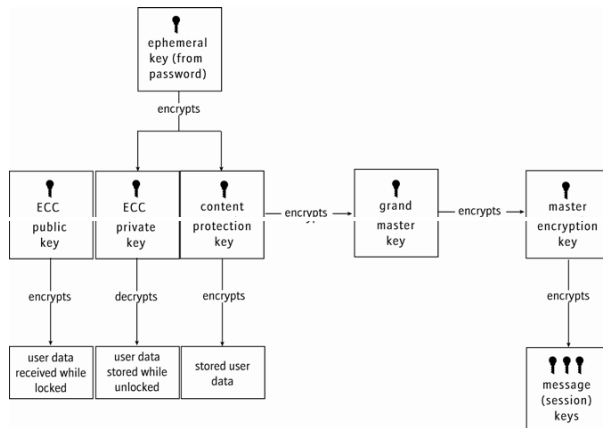 ephemeral
key (from
password)
encrypts
ECC
public
key
ECC
private
key
content
protection
key
encrypts
grand
master
key
encrypts
master
encryption
key
encrypts
decrypts
encrypts
encrypts
user data
received while
locked
user data
stored while
unlocked
stored user
data
message
(session)
keys